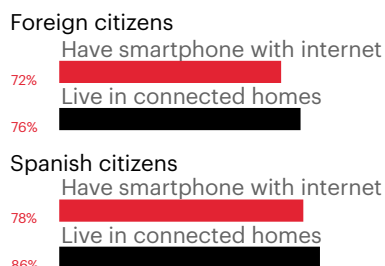 Foreign citizens
Have smartphone with internet
72%
Live in connected homes
76%
Spanish citizens
Have smartphone with internet
78%
Live in connected homes
86%